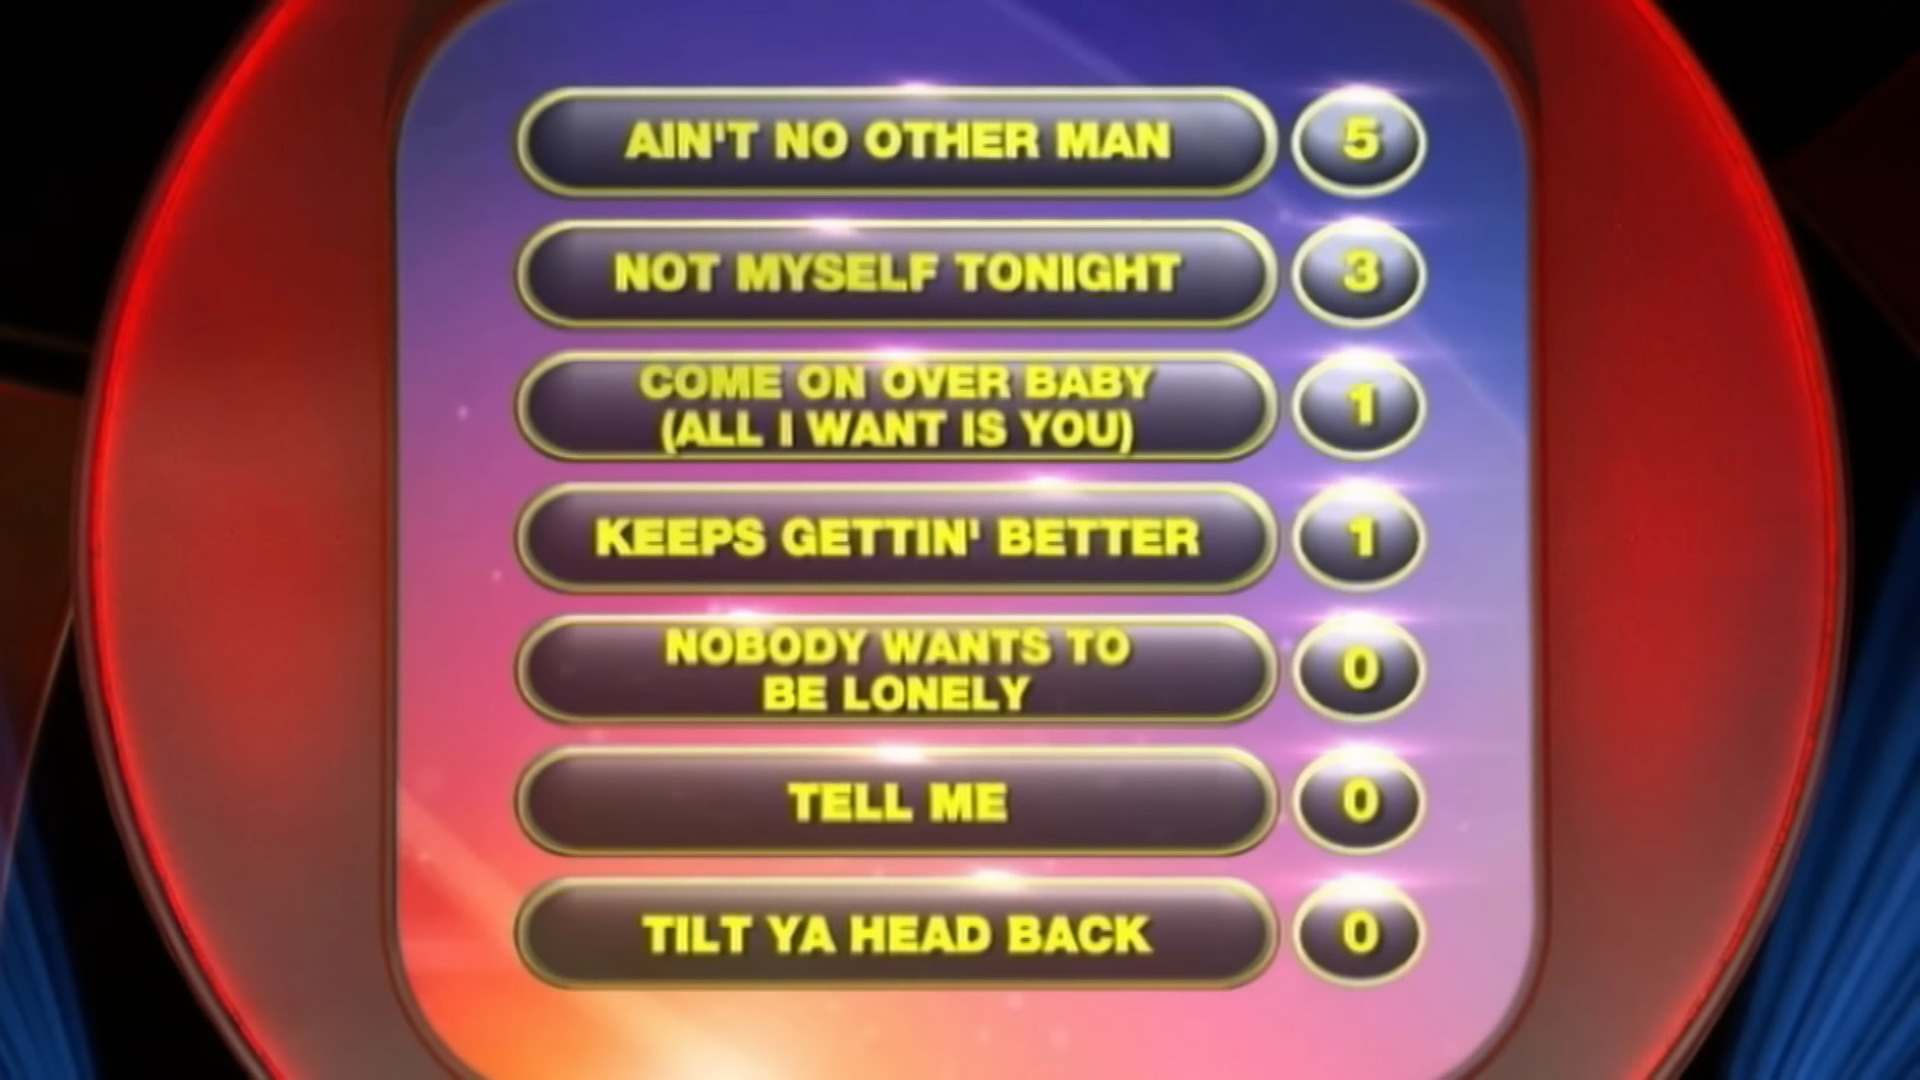 AIN'T NO OTHER MAN 5
NOT MYSELF TONIGHT 3
COME ON OVER BABY
(ALL I WANT IS YOU) 1
KEEPS GETTIN' BETTER 1
NOBODY WANTS TO
BE LONELY 0
TELL ME 0
TILT YA HEAD BACK 0